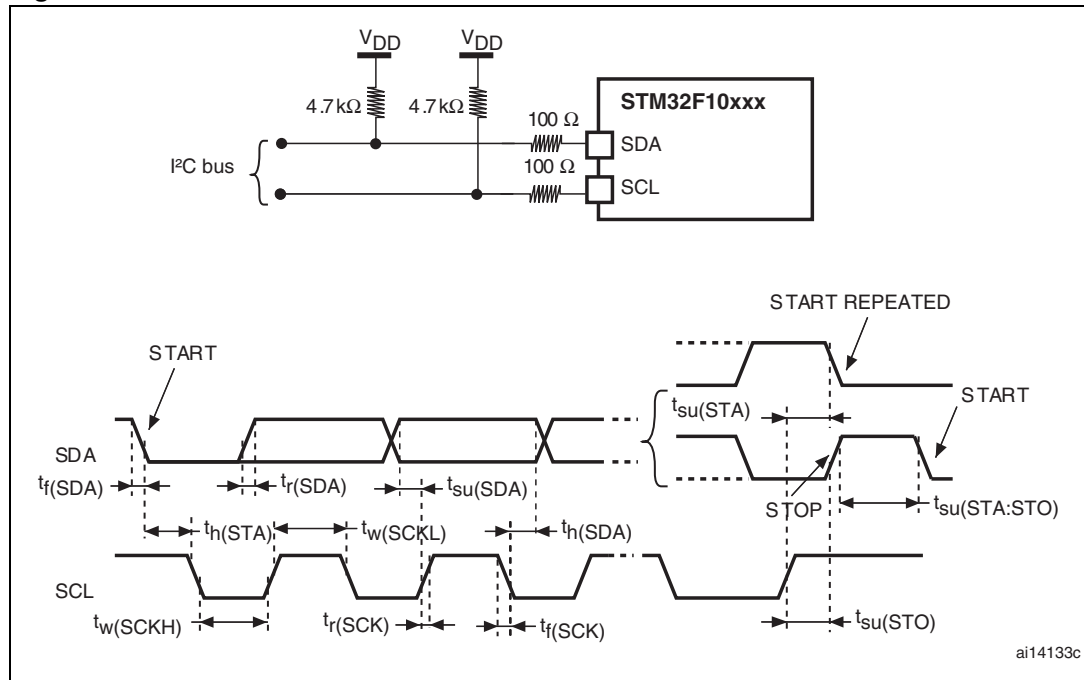 VDD VDD
STM32F10xxx
4.7kΩ 4.7kΩ
100 Ω
SDA
100 Ω
SCL
I²C bus
START REPEATED
START
START
tsu(STA)
SDA
tf(SDA)
tr(SDA)
tsu(SDA)
STOP
tsu(STA:STO)
th(STA)
tw(SCKL)
th(SDA)
SCL
tw(SCKH)
tr(SCK)
tf(SCK)
tsu(STO)
ai14133c